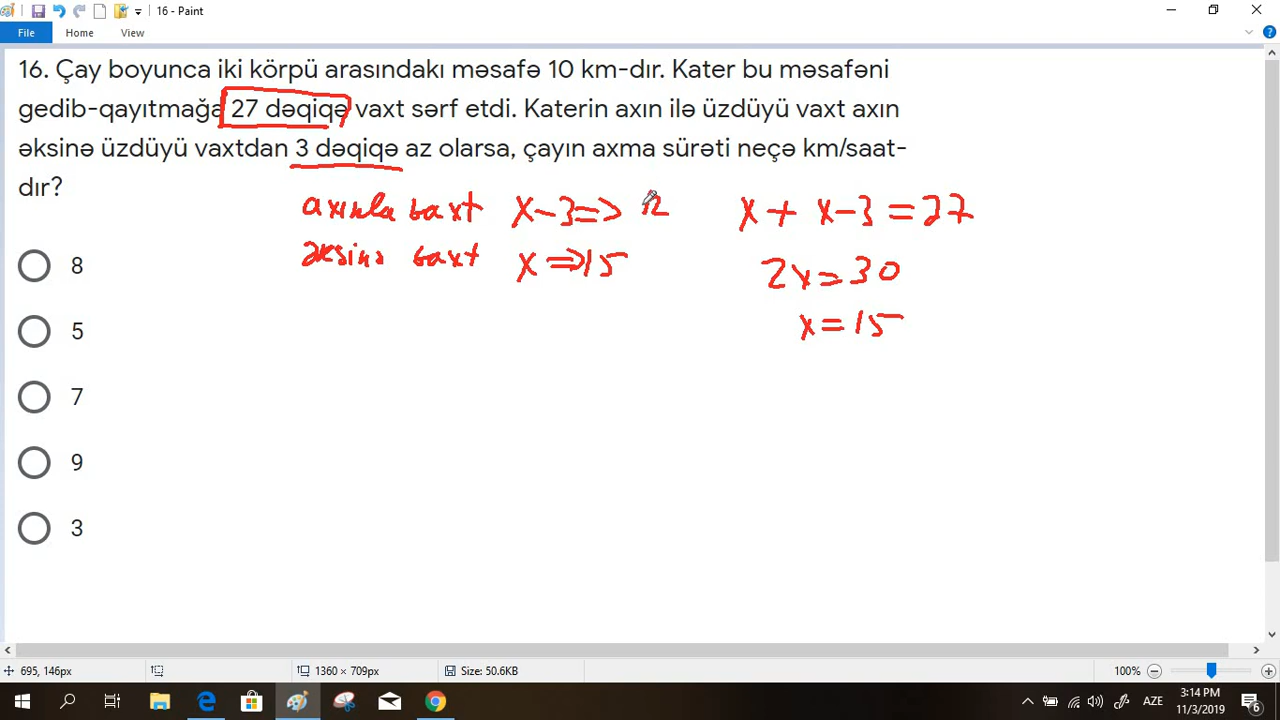 16 - Paint
File Home View
16. Çay boyunca iki körpü arasındakı məsafə 10 km-dır. Kater bu məsafəni
gedib-qayıtmağa 27 dəqiqə vaxt sərf etdi. Katerin axın ilə üzdüyü vaxt axın
əksinə üzdüyü vaxtdan 3 dəqiqə az olarsa, çayın axma sürəti neçə km/saat-
dır?
axınla vaxt x-3=> 12 x + x-3 = 27
əksinə vaxt x => 15 2x = 30
x = 15
8
5
7
9
3
695, 146px 1360 × 709px Size: 50.6KB 100%
AZE 3:14 PM
11/3/2019 6